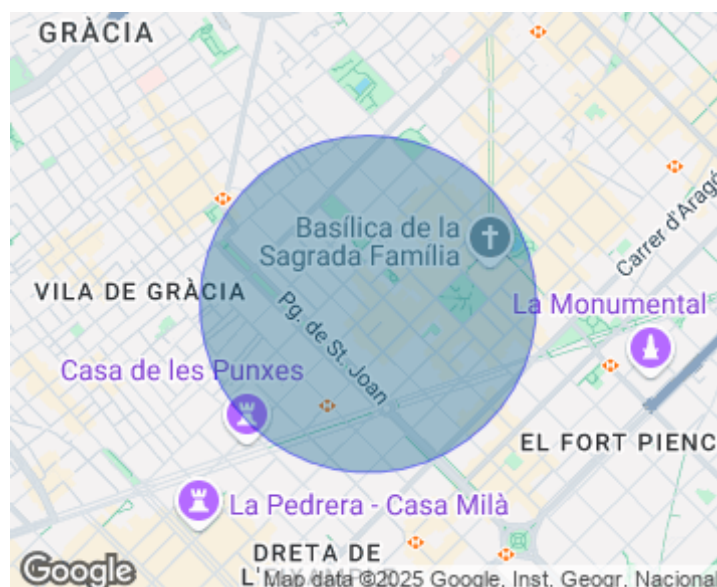 GRÀCIA
Basílica de la
Sagrada Família
Carrer d'Aragó
VILA DE GRÀCIA
Pg. de St. Joan
La Monumental
Casa de les Punxes
EL FORT PIENC
La Pedrera - Casa Milà
DRETA DE
L'EIXAMPLE
Google
Map data ©2025 Google, Inst. Geogr. Nacional